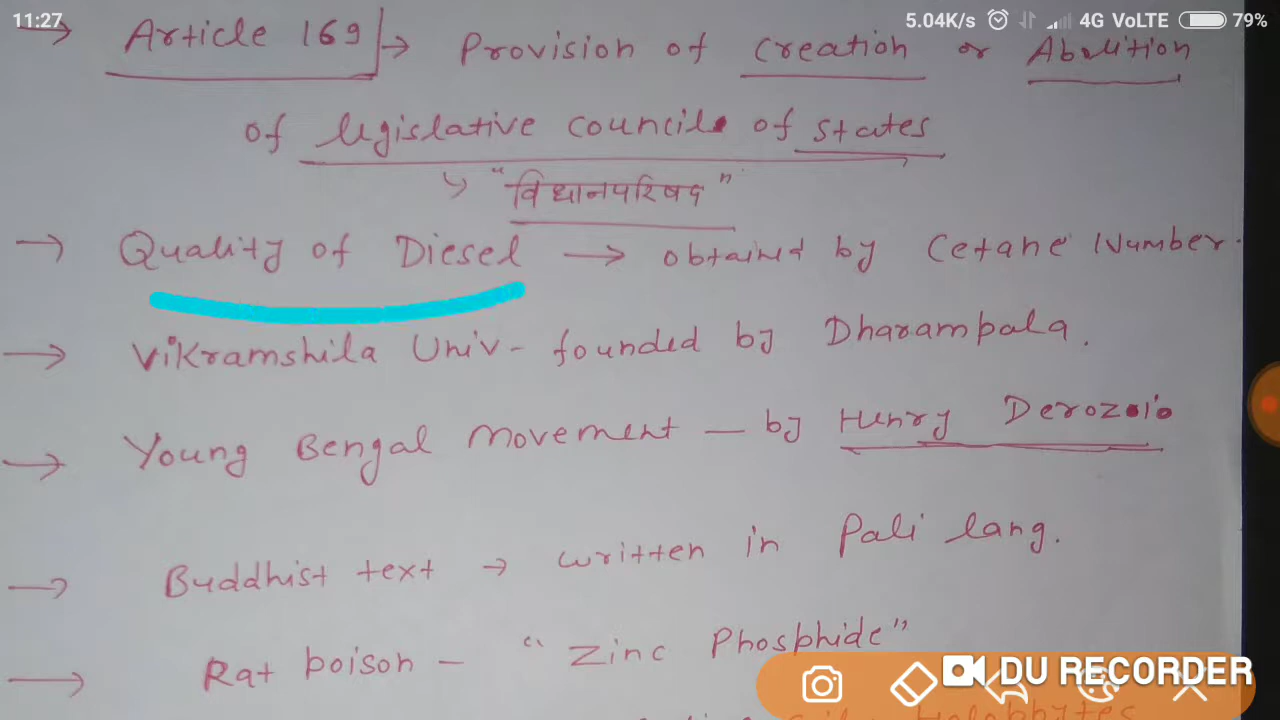 11:27 5.04K/s 4G VoLTE 79%
→ Article 169 → Provision of Creation or Abolition
of legislative councils of states
↳ "विधानपरिषद"
→ Quality of Diesel → obtained by Cetane Number.
→ Vikramshila Univ - founded by Dharampala.
→ Young Bengal Movement — by Henry Derozio
→ Buddhist text → written in Pali lang.
→ Rat poison – "Zinc Phosphide"
DU RECORDER
Halophytes